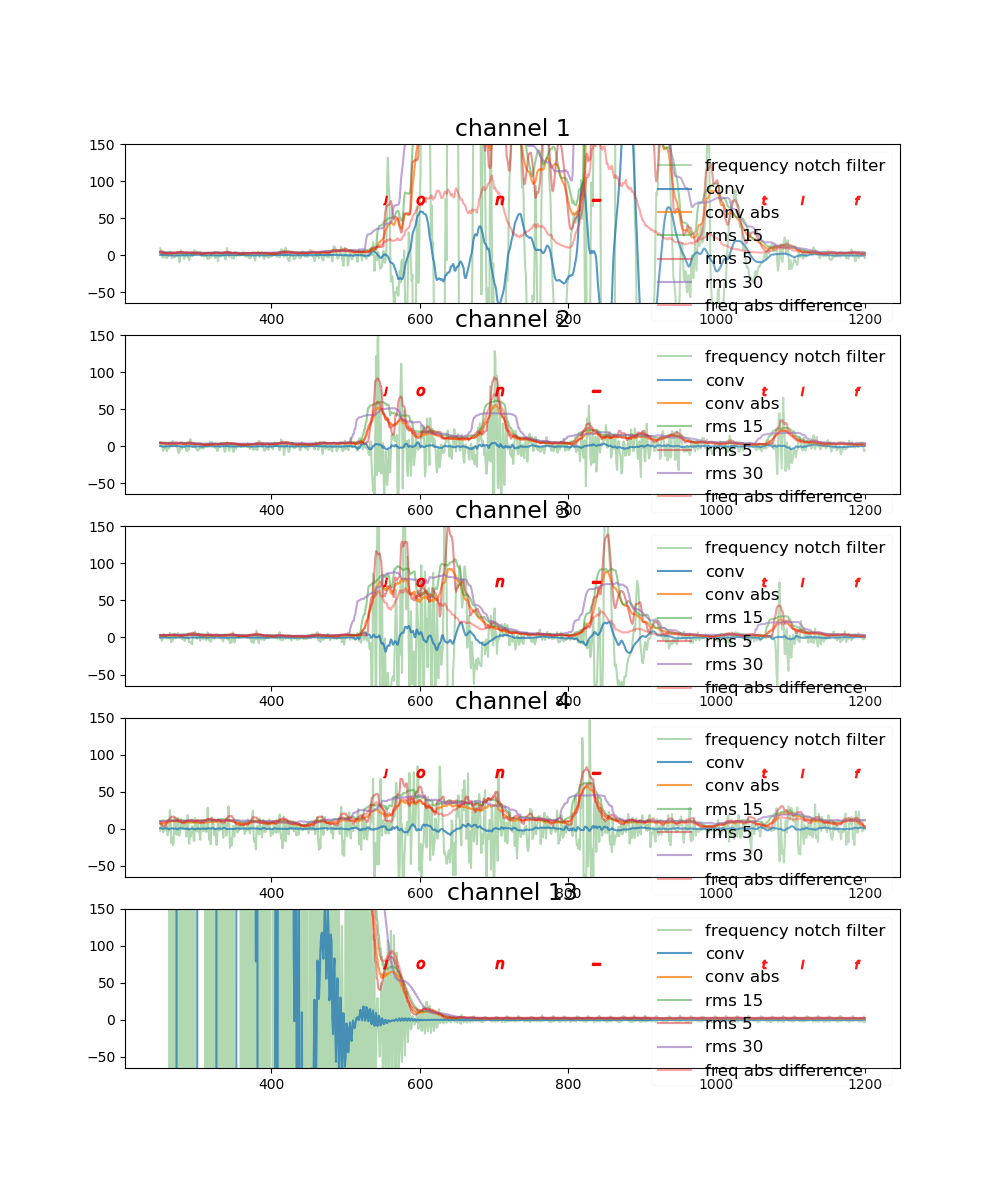 channel 1
150
100
50
0
−50
400 600 800 1000 1200
frequency notch filter
conv
conv abs
rms 15
rms 5
rms 30
freq abs difference
J o n – t l f
channel 2
150
100
50
0
−50
400 600 800 1000 1200
frequency notch filter
conv
conv abs
rms 15
rms 5
rms 30
freq abs difference
J o n – t l f
channel 3
150
100
50
0
−50
400 600 800 1000 1200
frequency notch filter
conv
conv abs
rms 15
rms 5
rms 30
freq abs difference
J o n – t l f
channel 4
150
100
50
0
−50
400 600 800 1000 1200
frequency notch filter
conv
conv abs
rms 15
rms 5
rms 30
freq abs difference
J o n – t l f
channel 13
150
100
50
0
−50
400 600 800 1000 1200
frequency notch filter
conv
conv abs
rms 15
rms 5
rms 30
freq abs difference
J o n – t l f